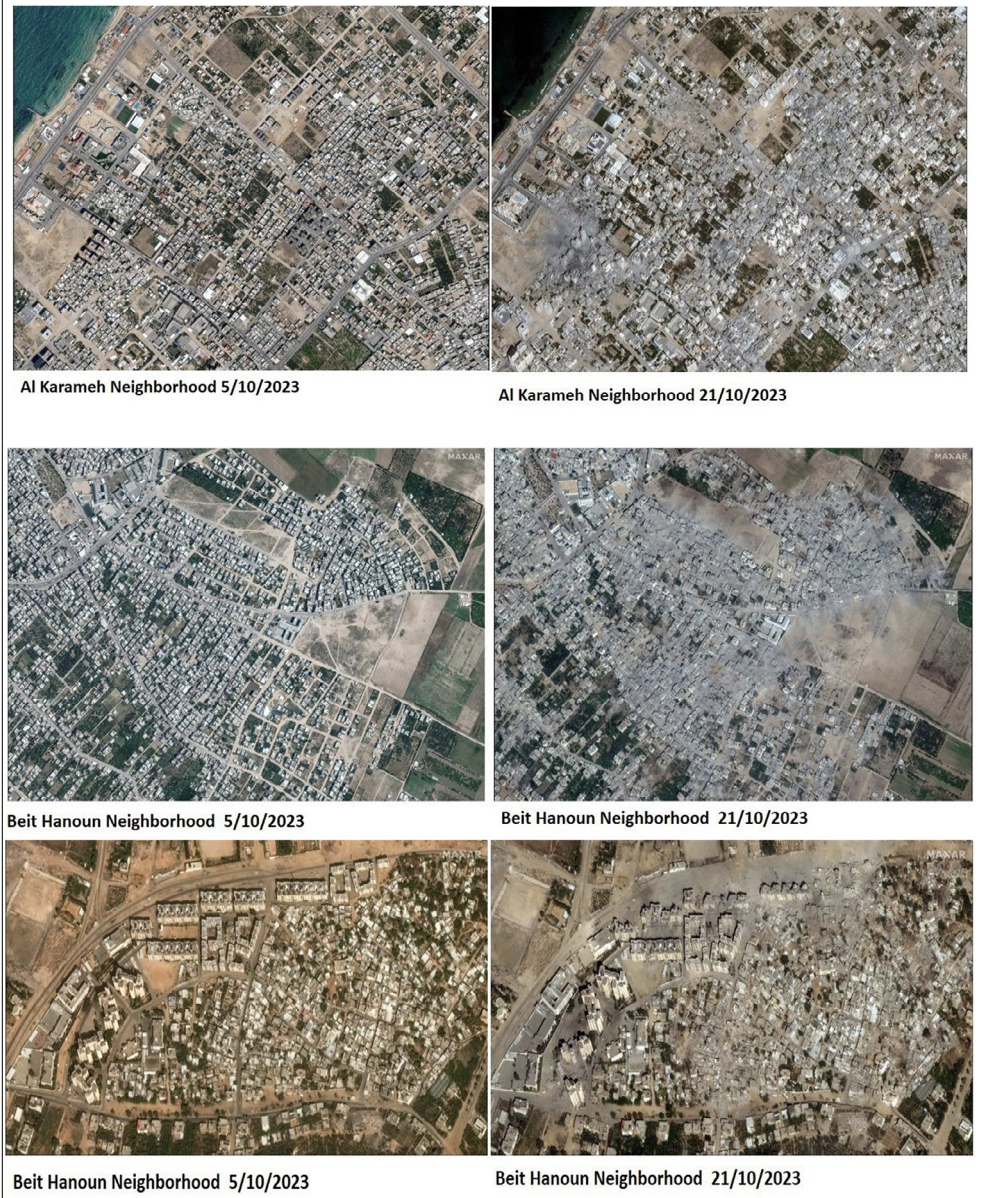 Al Karameh Neighborhood 5/10/2023
Al Karameh Neighborhood 21/10/2023
MAXAR
MAXAR
Beit Hanoun Neighborhood 5/10/2023
Beit Hanoun Neighborhood 21/10/2023
MAXAR
MAXAR
Beit Hanoun Neighborhood 5/10/2023
Beit Hanoun Neighborhood 21/10/2023